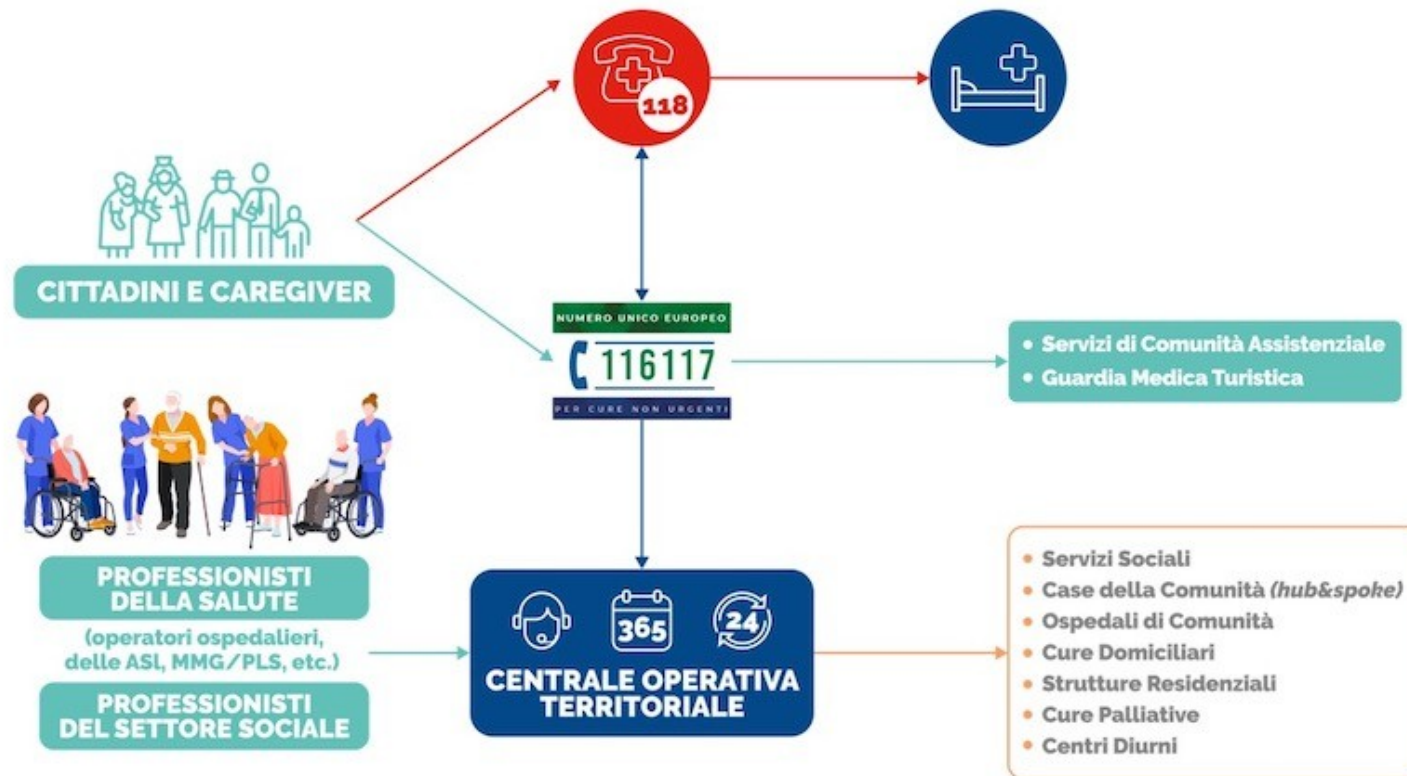 118
CITTADINI E CAREGIVER
NUMERO UNICO EUROPEO
116117
PER CURE NON URGENTI
• Servizi di Comunità Assistenziale
• Guardia Medica Turistica
PROFESSIONISTI
DELLA SALUTE
(operatori ospedalieri,
delle ASl, MMG/PLS, etc.)
PROFESSIONISTI
DEL SETTORE SOCIALE
365
24
CENTRALE OPERATIVA
TERRITORIALE
• Servizi Sociali
• Case della Comunità (hub&spoke)
• Ospedali di Comunità
• Cure Domiciliari
• Strutture Residenziali
• Cure Palliative
• Centri Diurni